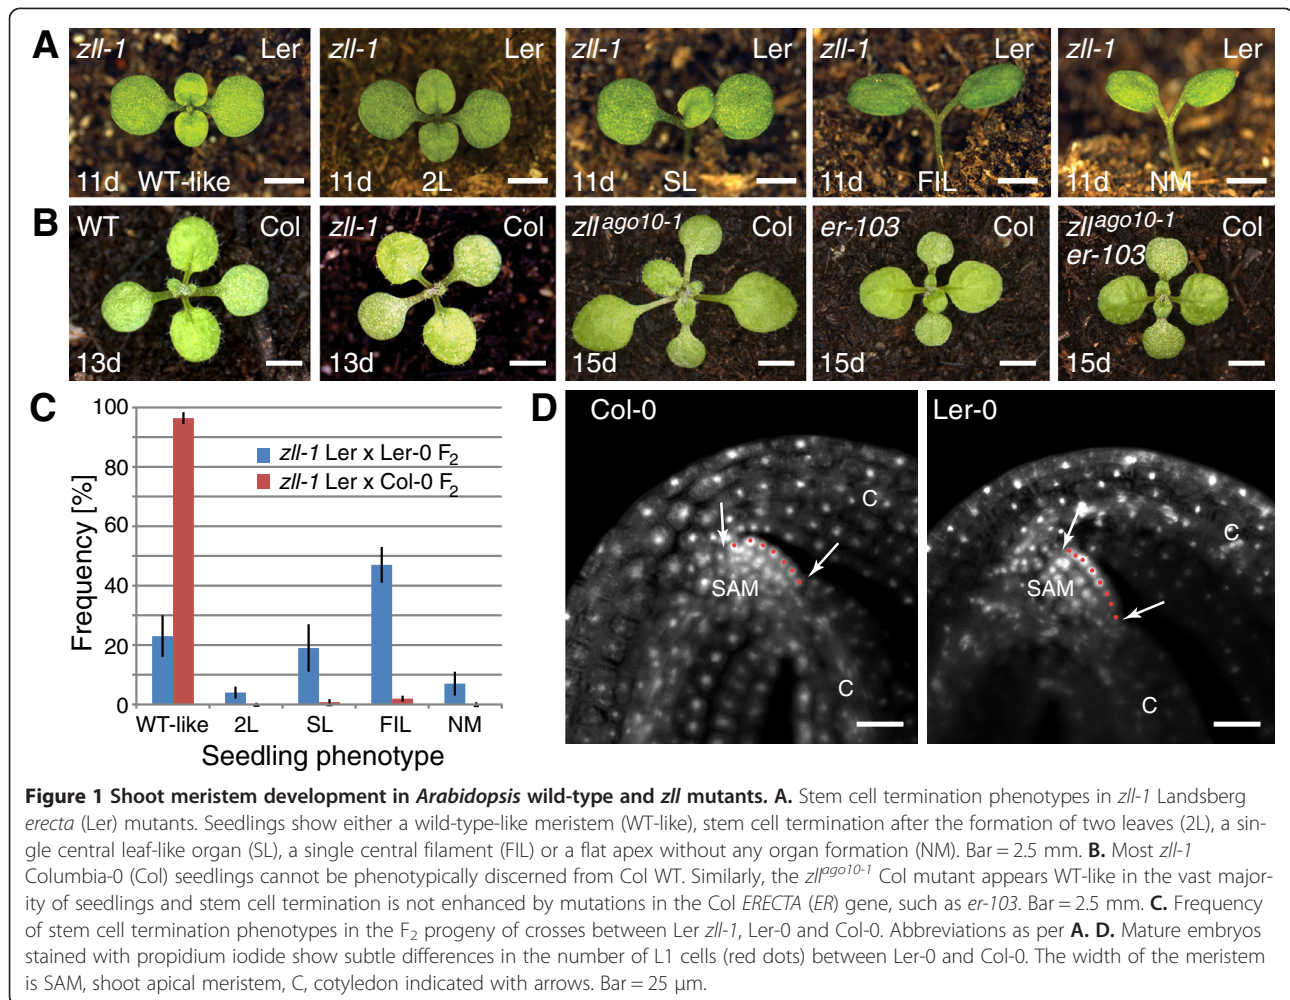 A
zll-1 Ler
11d WT-like
zll-1 Ler
11d 2L
zll-1 Ler
11d SL
zll-1 Ler
11d FIL
zll-1 Ler
11d NM
B
WT Col
13d
zll-1 Col
13d
zll^ago10-1 Col
15d
er-103 Col
15d
zll^ago10-1 Col
er-103
15d
C
Frequency [%]
100
80
60
40
20
0
zll-1 Ler x Ler-0 F₂
zll-1 Ler x Col-0 F₂
WT-like 2L SL FIL NM
Seedling phenotype
D
Col-0
C
SAM
C
Ler-0
C
SAM
C
Figure 1 Shoot meristem development in Arabidopsis wild-type and zll mutants. A. Stem cell termination phenotypes in zll-1 Landsberg
erecta (Ler) mutants. Seedlings show either a wild-type-like meristem (WT-like), stem cell termination after the formation of two leaves (2L), a sin-
gle central leaf-like organ (SL), a single central filament (FIL) or a flat apex without any organ formation (NM). Bar = 2.5 mm. B. Most zll-1
Columbia-0 (Col) seedlings cannot be phenotypically discerned from Col WT. Similarly, the zll^ago10-1 Col mutant appears WT-like in the vast major-
ity of seedlings and stem cell termination is not enhanced by mutations in the Col ERECTA (ER) gene, such as er-103. Bar = 2.5 mm. C. Frequency
of stem cell termination phenotypes in the F₂ progeny of crosses between Ler zll-1, Ler-0 and Col-0. Abbreviations as per A. D. Mature embryos
stained with propidium iodide show subtle differences in the number of L1 cells (red dots) between Ler-0 and Col-0. The width of the meristem
is SAM, shoot apical meristem, C, cotyledon indicated with arrows. Bar = 25 μm.